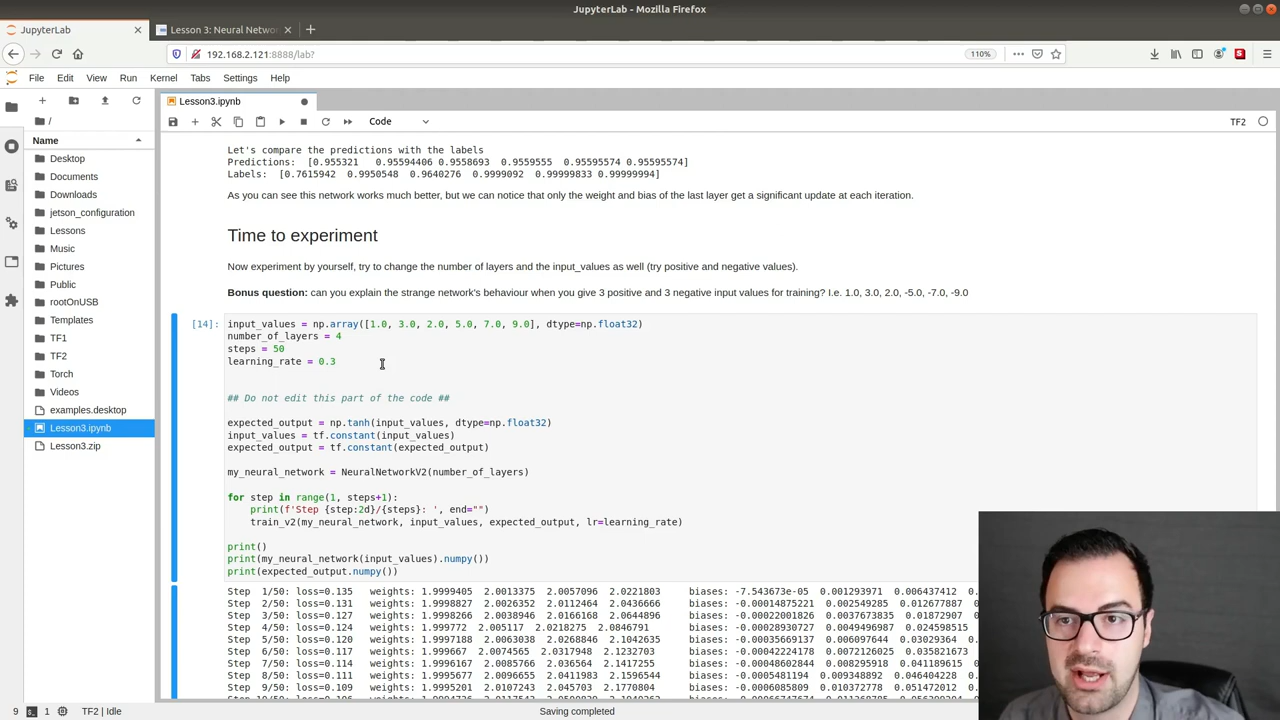 JupyterLab - Mozilla Firefox
JupyterLab
Lesson 3: Neural Netwo
192.168.2.121:8888/lab?
110%
File Edit View Run Kernel Tabs Settings Help
Lesson3.ipynb
/
Code
TF2
Name
Desktop
Documents
Downloads
jetson_configuration
Lessons
Music
Pictures
Public
rootOnUSB
Templates
TF1
TF2
Torch
Videos
examples.desktop
Lesson3.ipynb
Lesson3.zip
Let's compare the predictions with the labels
Predictions: [0.955321 0.95594406 0.9558693 0.9559555 0.95595574 0.95595574]
Labels: [0.7615942 0.9950548 0.9640276 0.9999092 0.99999833 0.99999994]
As you can see this network works much better, but we can notice that only the weight and bias of the last layer get a significant update at each iteration.
Time to experiment
Now experiment by yourself, try to change the number of layers and the input_values as well (try positive and negative values).
Bonus question: can you explain the strange network's behaviour when you give 3 positive and 3 negative input values for training? I.e. 1.0, 3.0, 2.0, -5.0, -7.0, -9.0
[14]: input_values = np.array([1.0, 3.0, 2.0, 5.0, 7.0, 9.0], dtype=np.float32)
number_of_layers = 4
steps = 50
learning_rate = 0.3
## Do not edit this part of the code ##
expected_output = np.tanh(input_values, dtype=np.float32)
input_values = tf.constant(input_values)
expected_output = tf.constant(expected_output)
my_neural_network = NeuralNetworkV2(number_of_layers)
for step in range(1, steps+1):
print(f'Step {step:2d}/{steps}: ', end="")
train_v2(my_neural_network, input_values, expected_output, lr=learning_rate)
print()
print(my_neural_network(input_values).numpy())
print(expected_output.numpy())
Step 1/50: loss=0.135 weights: 1.9999405 2.0013375 2.0057096 2.0221803 biases: -7.543673e-05 0.001293971 0.006437412
Step 2/50: loss=0.131 weights: 1.9998827 2.0026352 2.0112464 2.0436666 biases: -0.00014875221 0.002549285 0.012677887
Step 3/50: loss=0.127 weights: 1.9998266 2.0038946 2.0166168 2.0644896 biases: -0.00022001926 0.0037673835 0.01872907
Step 4/50: loss=0.124 weights: 1.999772 2.005117 2.0218275 2.0846791 biases: -0.00028930727 0.0049496987 0.024598515
Step 5/50: loss=0.120 weights: 1.9997188 2.0063038 2.0268846 2.1042635 biases: -0.00035669137 0.006097644 0.03029364
Step 6/50: loss=0.117 weights: 1.999667 2.0074565 2.0317948 2.1232703 biases: -0.00042224178 0.0072126025 0.035821673
Step 7/50: loss=0.114 weights: 1.9996167 2.0085766 2.036564 2.1417255 biases: -0.00048602844 0.008295918 0.041189615
Step 8/50: loss=0.111 weights: 1.9995677 2.0096655 2.041198 2.1596544 biases: -0.0005481194 0.009348892 0.046404228
Step 9/50: loss=0.109 weights: 1.9995201 2.0107243 2.045703 2.1770804 biases: -0.0006085809 0.010372778 0.051472012
9 1 TF2 | Idle
Saving completed